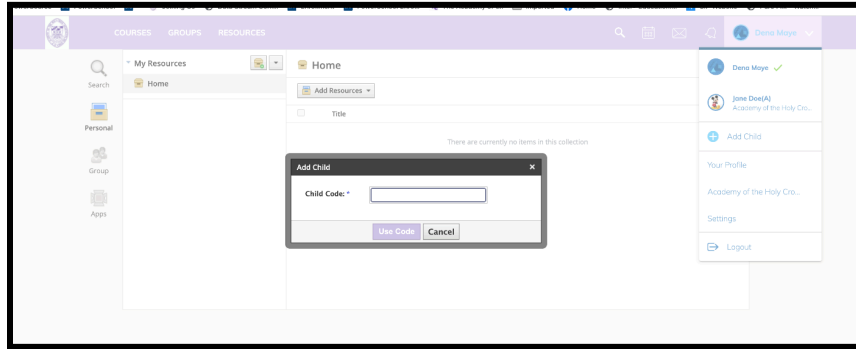 COURSES GROUPS RESOURCES Dena Moye
My Resources
Home
Search
Personal
Group
Apps
Home
Add Resources
Title
There are currently no items in this collection
Add Child
Child Code: *
Use Code Cancel
Dena Moye
Jane Doe(A)
Academy of the Holy Cro...
Add Child
Your Profile
Academy of the Holy Cro...
Settings
Logout